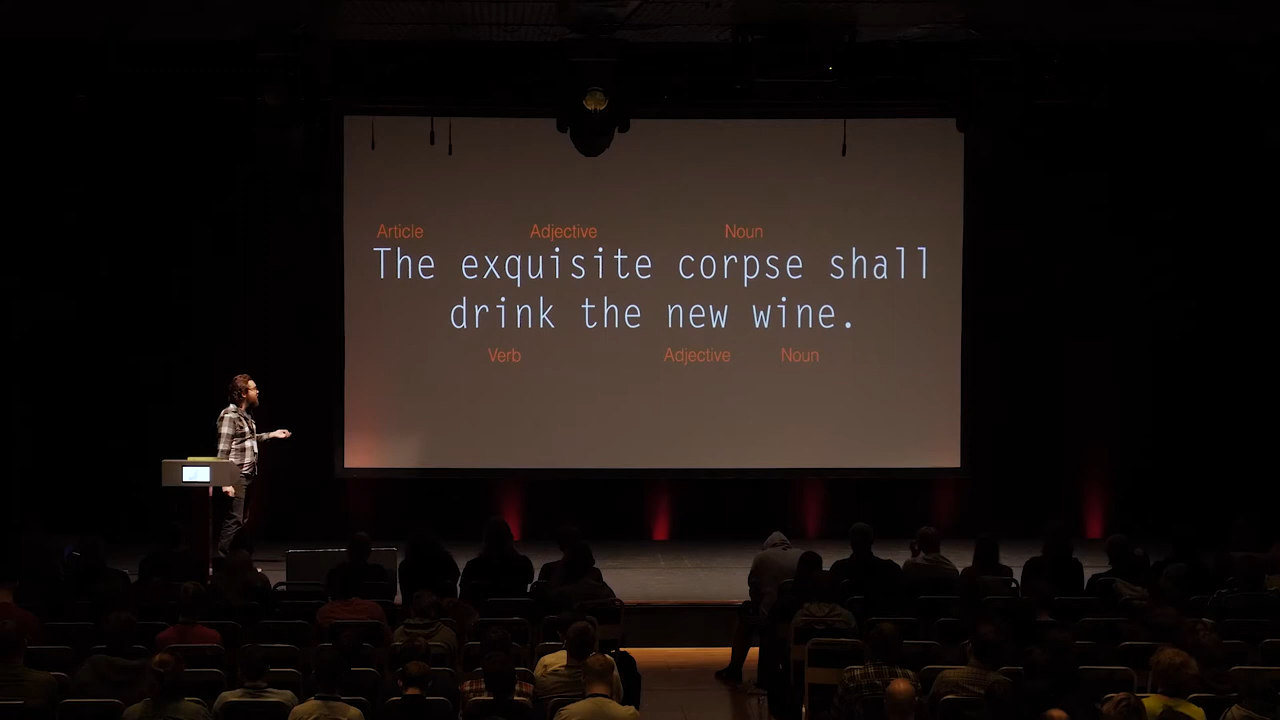 Article Adjective Noun
The exquisite corpse shall
drink the new wine.
Verb Adjective Noun